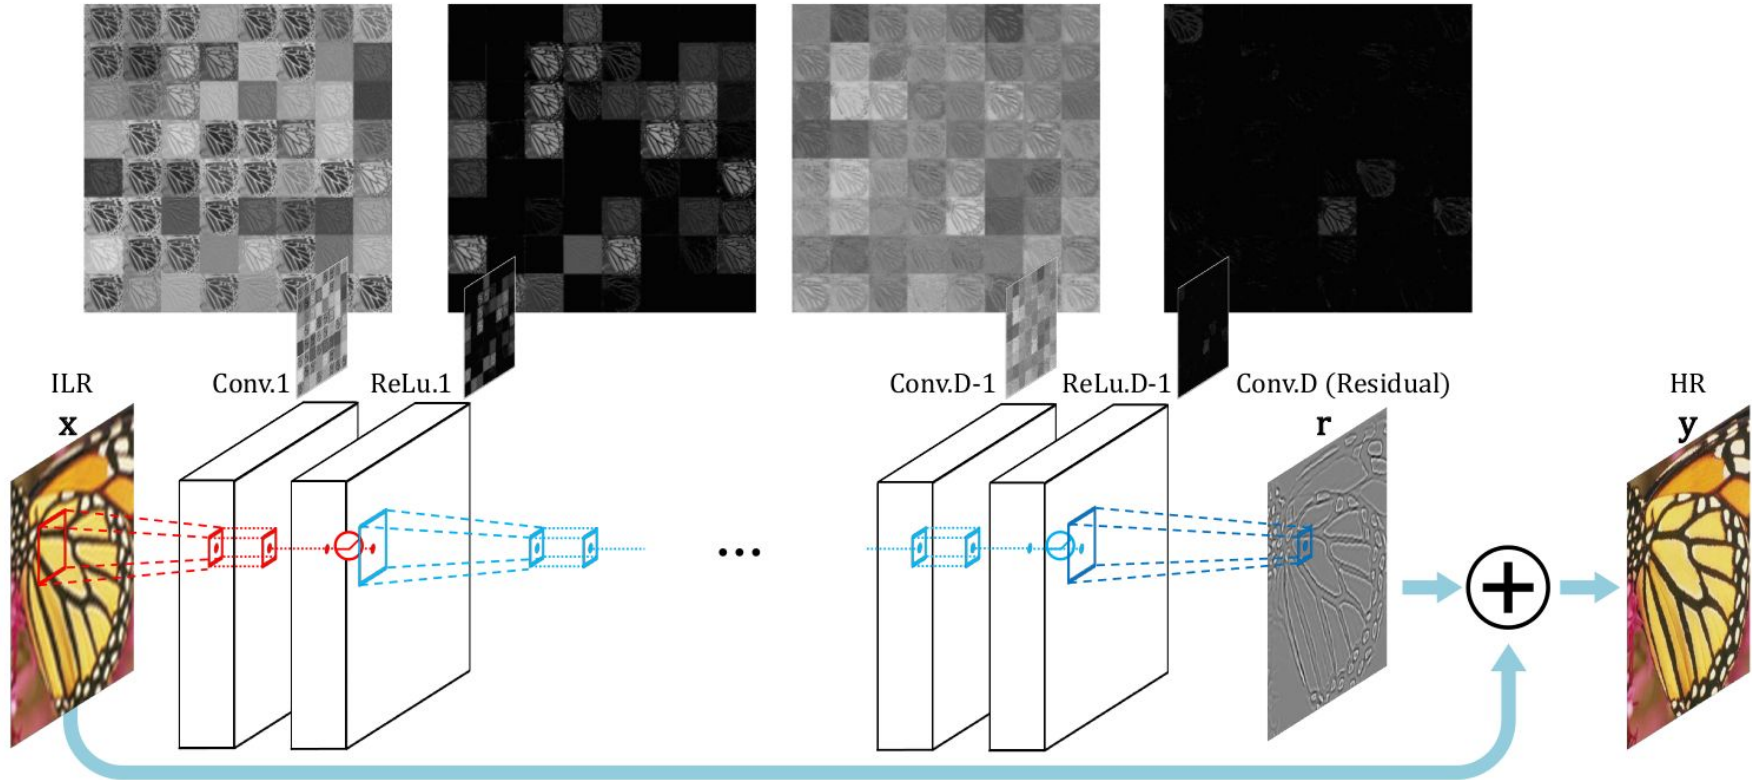 ILR
x
Conv.1
ReLu.1
...
Conv.D-1
ReLu.D-1
Conv.D (Residual)
r
HR
y